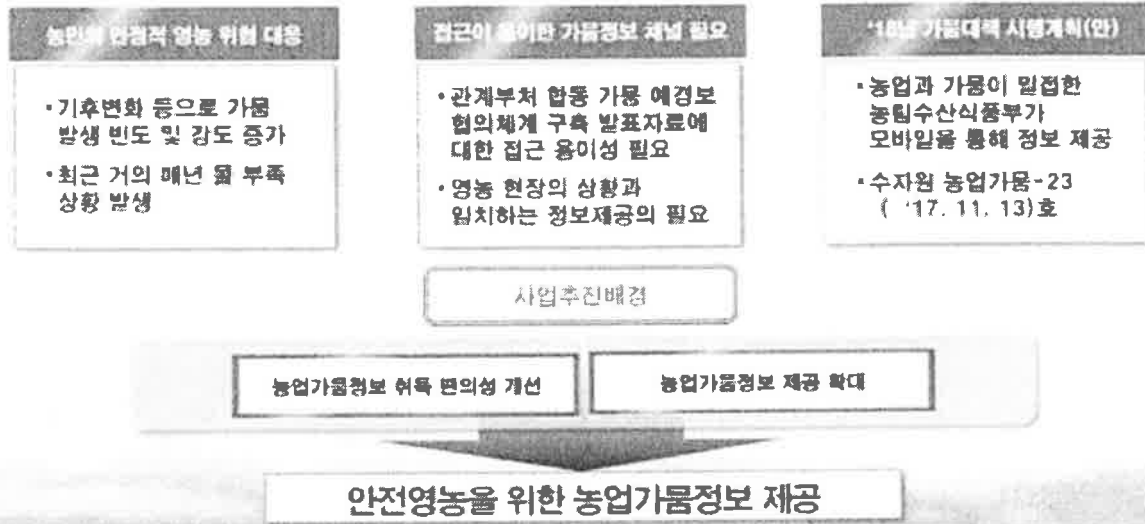 농민의 안정적 영농 위협 대응
• 기후변화 등으로 가뭄
발생 빈도 및 강도 증가
• 최근 거의 매년 물 부족
상황 발생
접근이 용이한 가뭄정보 채널 필요
• 관계부처 합동 가뭄 예경보
협의체계 구축 발표자료에
대한 접근 용이성 필요
• 영농 현장의 상황과
일치하는 정보제공의 필요
'18년 가뭄대책 시행계획(안)
• 농업과 가뭄이 밀접한
농림수산식품부가
모바일을 통해 정보 제공
• 수자원 농업가뭄-23
( '17. 11. 13)호
사업추진배경
농업가뭄정보 취득 편의성 개선
농업가뭄정보 제공 확대
안전영농을 위한 농업가뭄정보 제공